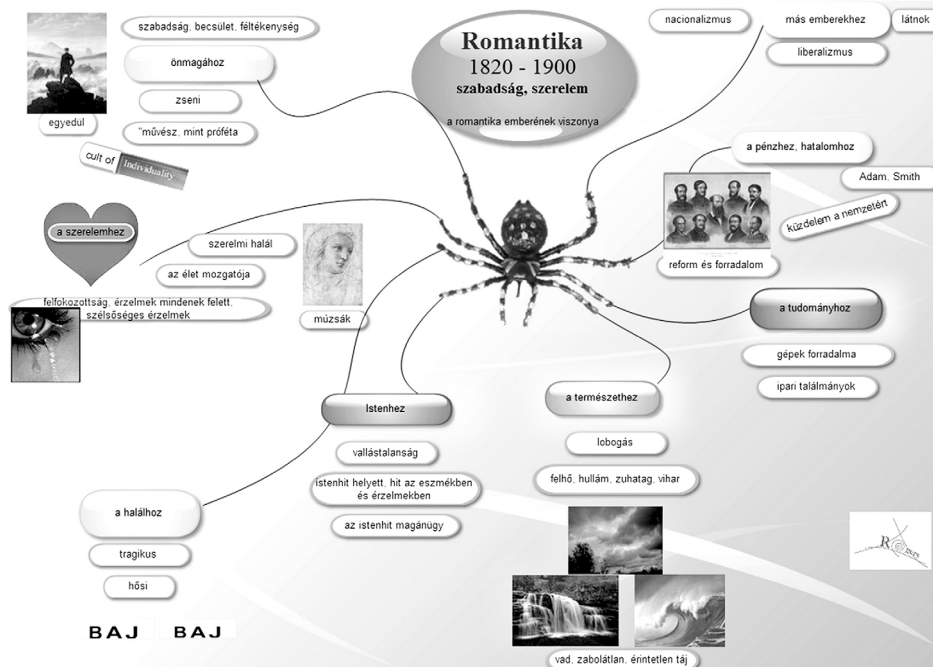 Romantika
1820 - 1900
szabadság, szerelem
a romantika emberének viszonya
szabadság, becsület, féltékenység
önmagához
zseni
"művész, mint próféta
egyedül
cult of Individuality
a szerelemhez
szerelmi halál
az élet mozgatója
felfokozottság, érzelmek mindenek felett,
szélsőséges érzelmek
múzsák
nacionalizmus
más emberekhez
látnok
liberalizmus
a pénzhez, hatalomhoz
Adam, Smith
küzdelem a nemzetért
reform és forradalom
a tudományhoz
gépek forradalma
ipari találmányok
Istenhez
vallástalanság
istenhit helyett, hit az eszmékben
és érzelmekben
az istenhit magánügy
a természethez
lobogás
felhő, hullám, zuhatag, vihar
vad, zabolátlan, érintetlen táj
a halálhoz
tragikus
hősi
BAJ BAJ